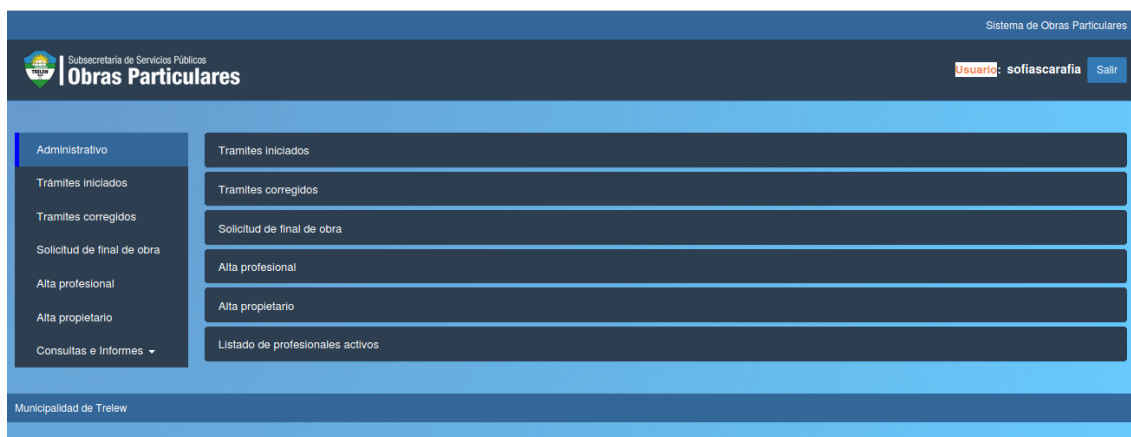 Sistema de Obras Particulares
TRELEW
Subsecretaría de Servicios Públicos
Obras Particulares
Usuario: sofiascarafia Salir
Administrativo
Trámites iniciados
Tramites corregidos
Solicitud de final de obra
Alta profesional
Alta propietario
Consultas e Informes
Tramites iniciados
Tramites corregidos
Solicitud de final de obra
Alta profesional
Alta propietario
Listado de profesionales activos
Municipalidad de Trelew